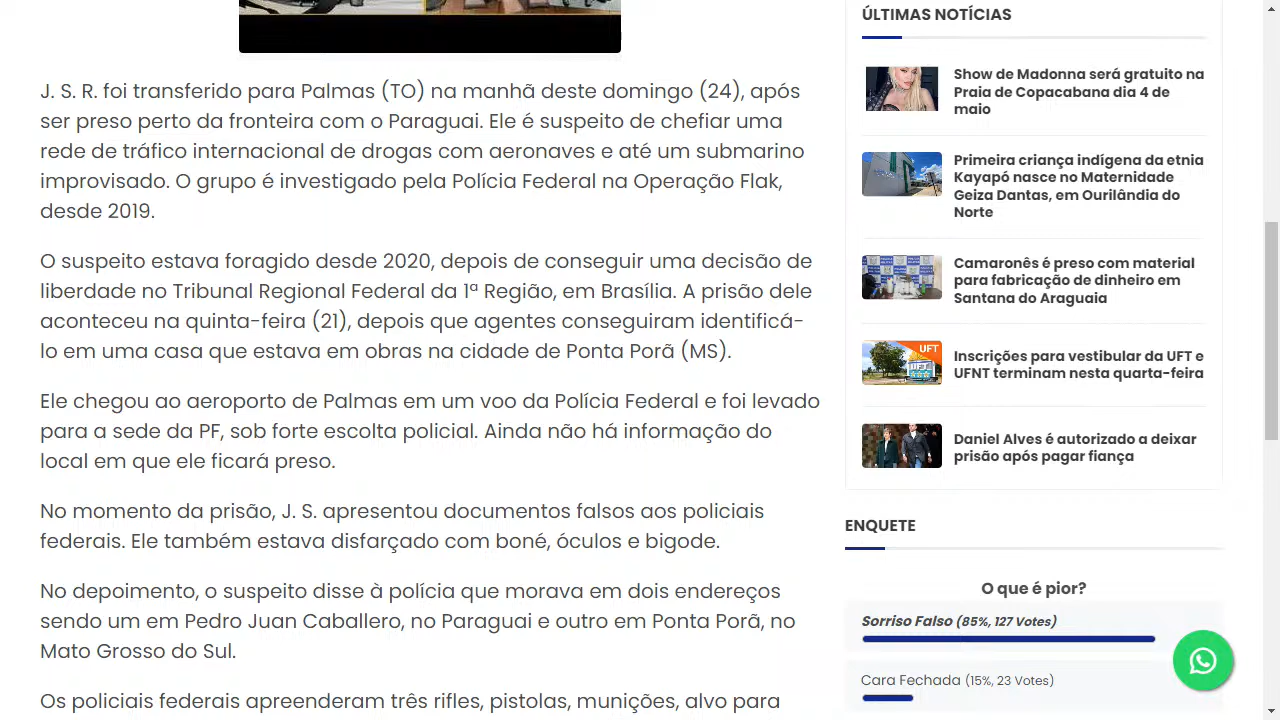 J. S. R. foi transferido para Palmas (TO) na manhã deste domingo (24), após
ser preso perto da fronteira com o Paraguai. Ele é suspeito de chefiar uma
rede de tráfico internacional de drogas com aeronaves e até um submarino
improvisado. O grupo é investigado pela Polícia Federal na Operação Flak,
desde 2019.
O suspeito estava foragido desde 2020, depois de conseguir uma decisão de
liberdade no Tribunal Regional Federal da 1ª Região, em Brasília. A prisão dele
aconteceu na quinta-feira (21), depois que agentes conseguiram identificá-
lo em uma casa que estava em obras na cidade de Ponta Porã (MS).
Ele chegou ao aeroporto de Palmas em um voo da Polícia Federal e foi levado
para a sede da PF, sob forte escolta policial. Ainda não há informação do
local em que ele ficará preso.
No momento da prisão, J. S. apresentou documentos falsos aos policiais
federais. Ele também estava disfarçado com boné, óculos e bigode.
No depoimento, o suspeito disse à polícia que morava em dois endereços
sendo um em Pedro Juan Caballero, no Paraguai e outro em Ponta Porã, no
Mato Grosso do Sul.
Os policiais federais apreenderam três rifles, pistolas, munições, alvo para
ÚLTIMAS NOTÍCIAS
Show de Madonna será gratuito na
Praia de Copacabana dia 4 de
maio
Primeira criança indígena da etnia
Kayapó nasce no Maternidade
Geiza Dantas, em Ourilândia do
Norte
Camaronês é preso com material
para fabricação de dinheiro em
Santana do Araguaia
UFT
UFT
Inscrições para vestibular da UFT e
UFNT terminam nesta quarta-feira
Daniel Alves é autorizado a deixar
prisão após pagar fiança
ENQUETE
O que é pior?
Sorriso Falso (85%, 127 Votes)
Cara Fechada (15%, 23 Votes)